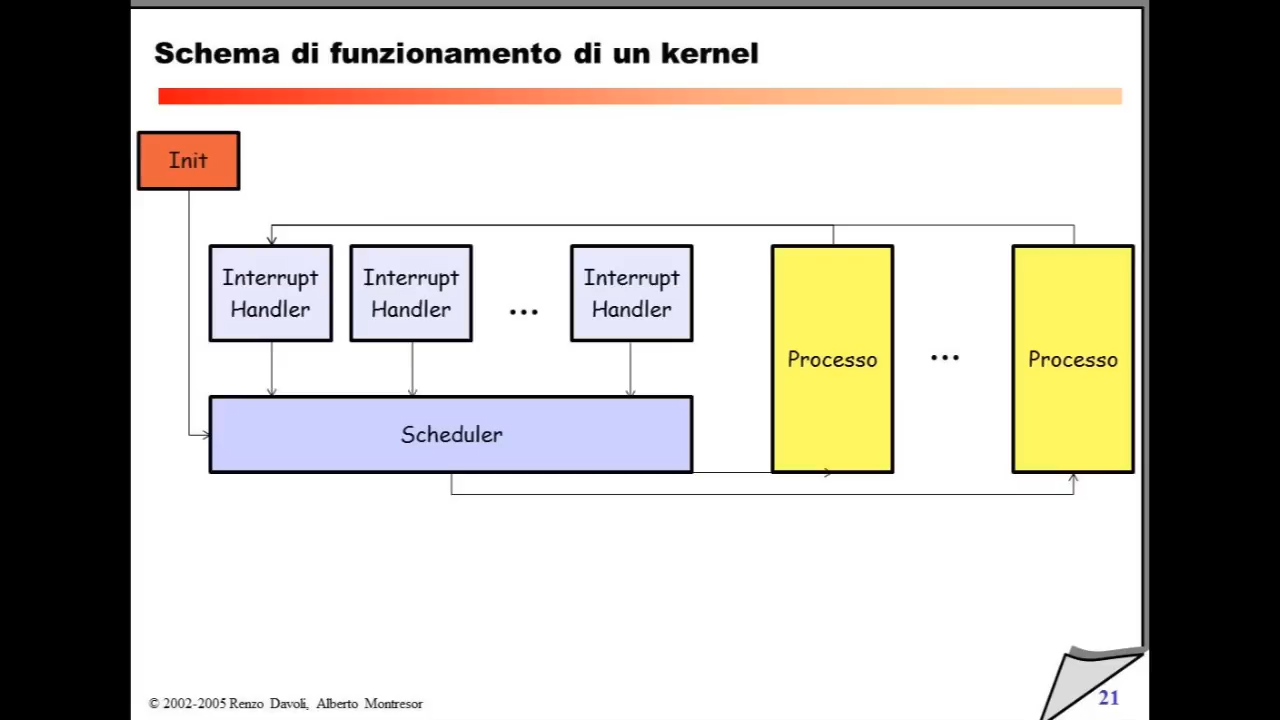 Schema di funzionamento di un kernel
Init
Interrupt
Handler
Interrupt
Handler
...
Interrupt
Handler
Processo
...
Processo
Scheduler
© 2002-2005 Renzo Davoli, Alberto Montresor
21